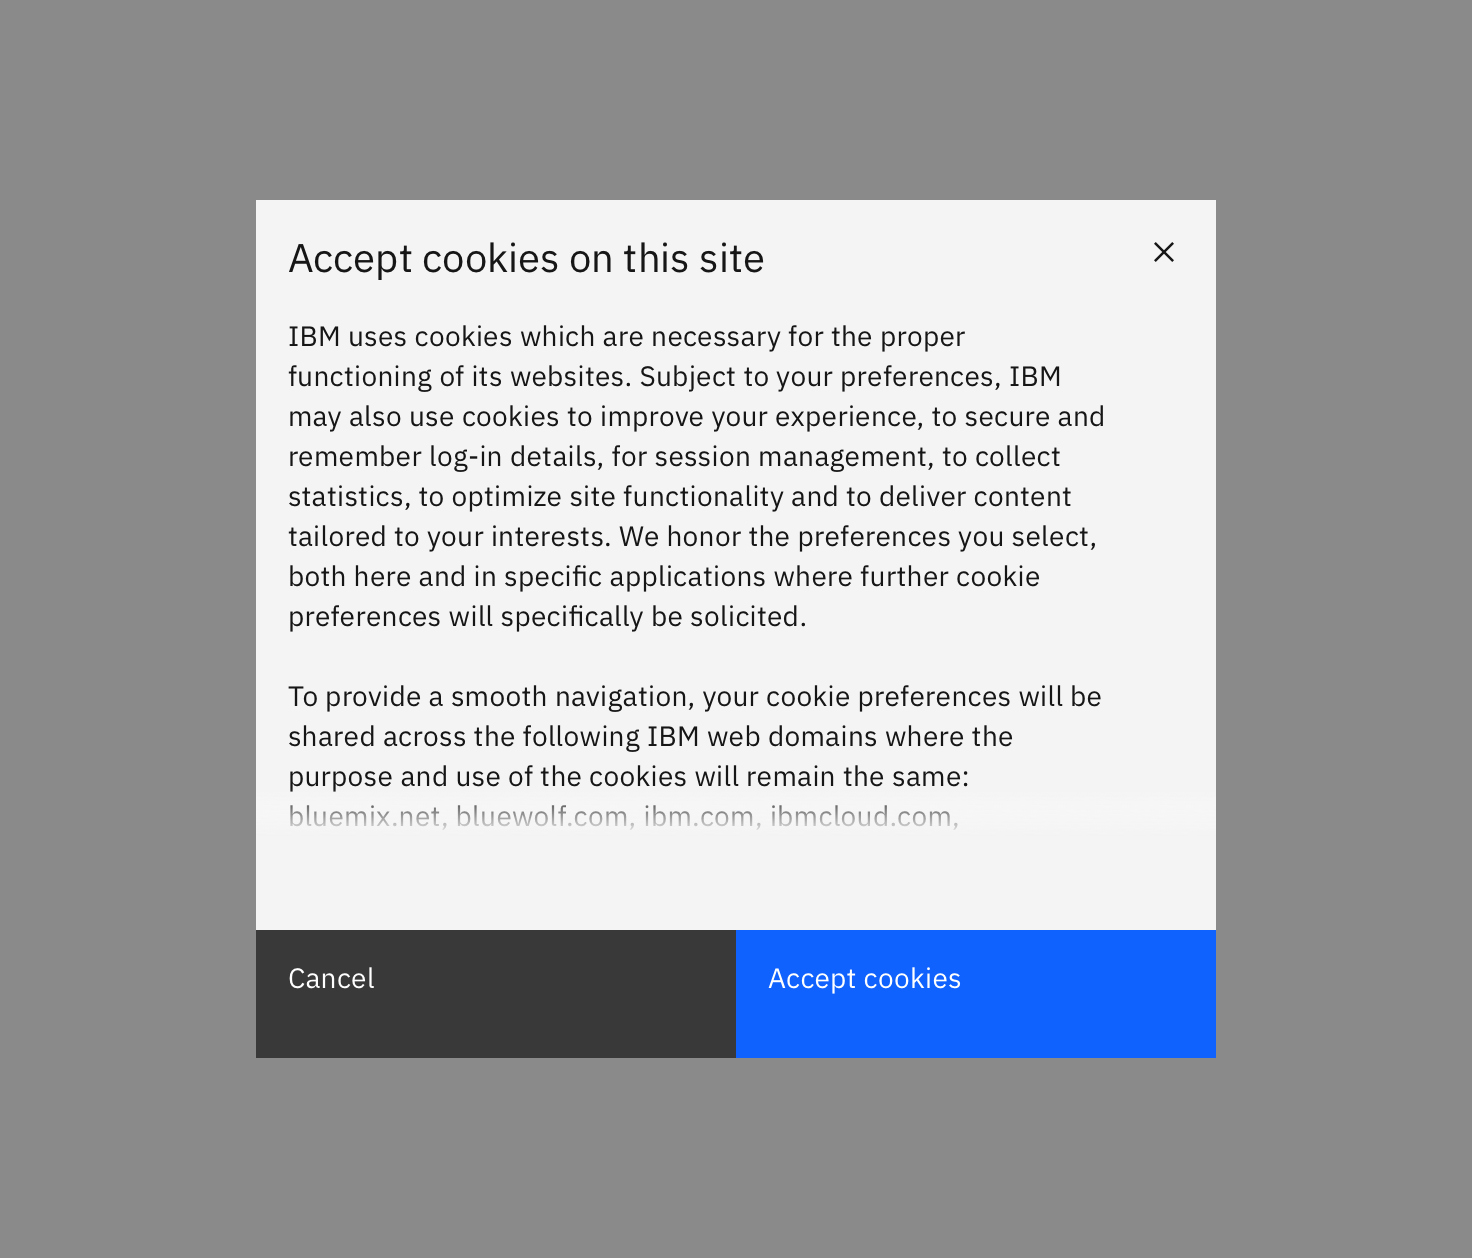 Accept cookies on this site
IBM uses cookies which are necessary for the proper
functioning of its websites. Subject to your preferences, IBM
may also use cookies to improve your experience, to secure and
remember log-in details, for session management, to collect
statistics, to optimize site functionality and to deliver content
tailored to your interests. We honor the preferences you select,
both here and in specific applications where further cookie
preferences will specifically be solicited.
To provide a smooth navigation, your cookie preferences will be
shared across the following IBM web domains where the
purpose and use of the cookies will remain the same:
bluemix.net, bluewolf.com, ibm.com, ibmcloud.com,
Cancel
Accept cookies